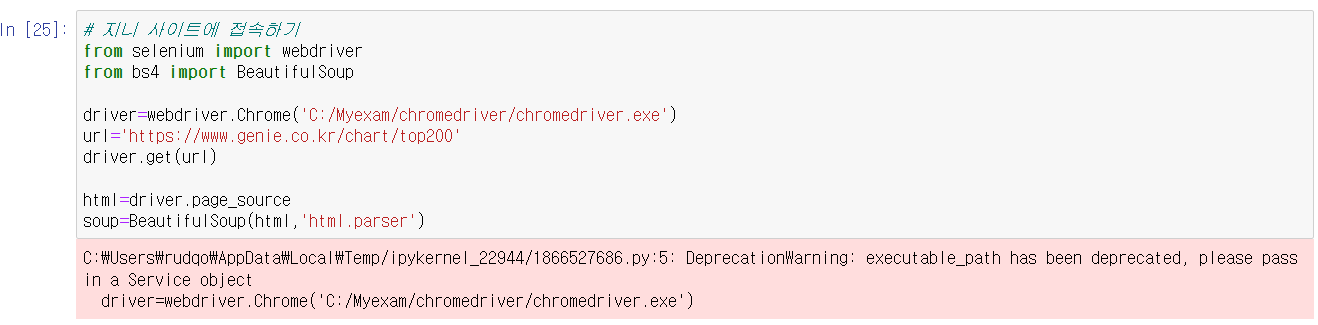 ln [25]:
# 지니 사이트에 접속하기
from selenium import webdriver
from bs4 import BeautifulSoup
driver=webdriver.Chrome('C:/Myexam/chromedriver/chromedriver.exe')
url='https://www.genie.co.kr/chart/top200'
driver.get(url)
html=driver.page_source
soup=BeautifulSoup(html,'html.parser')
C:₩Users₩rudqo₩AppData₩Local₩Temp/ipykernel_22944/1866527686.py:5: DeprecationWarning: executable_path has been deprecated, please pass
in a Service object
driver=webdriver.Chrome('C:/Myexam/chromedriver/chromedriver.exe')